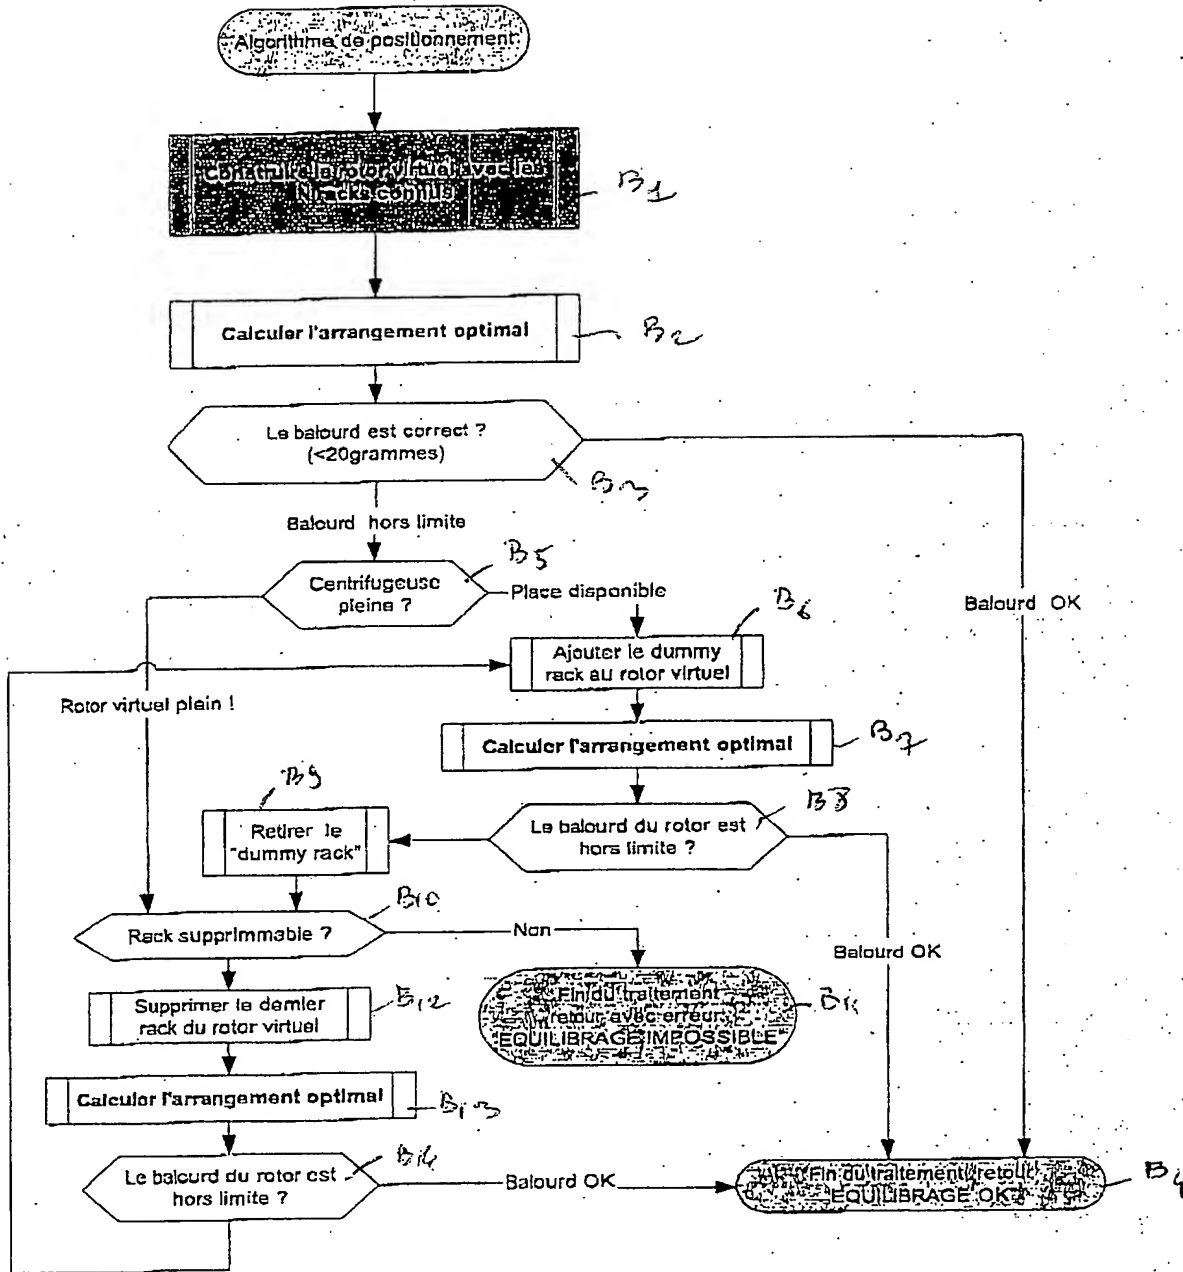 Algorithme de positionnement
Construire le rotor virtuel avec les
N racks connus
B1
Calculer l'arrangement optimal
B2
Le balourd est correct ?
(<20grammes)
B3
Balourd hors limite
B5
Centrifugeuse
pleine ?
Place disponible
Balourd OK
B6
Ajouter le dummy
rack au rotor virtuel
Rotor virtuel plein !
Calculer l'arrangement optimal
B7
B9
Retirer le
"dummy rack"
B8
Le balourd du rotor est
hors limite ?
B10
Rack supprimmable ?
Non
Balourd OK
Supprimer le dernier
rack du rotor virtuel
B12
Fin du traitement
retour avec erreur
EQUILIBRAGE IMPOSSIBLE
B11
Calculer l'arrangement optimal
B13
Le balourd du rotor est
hors limite ?
B14
Balourd OK
Fin du traitement, retour
EQUILIBRAGE OK
B4